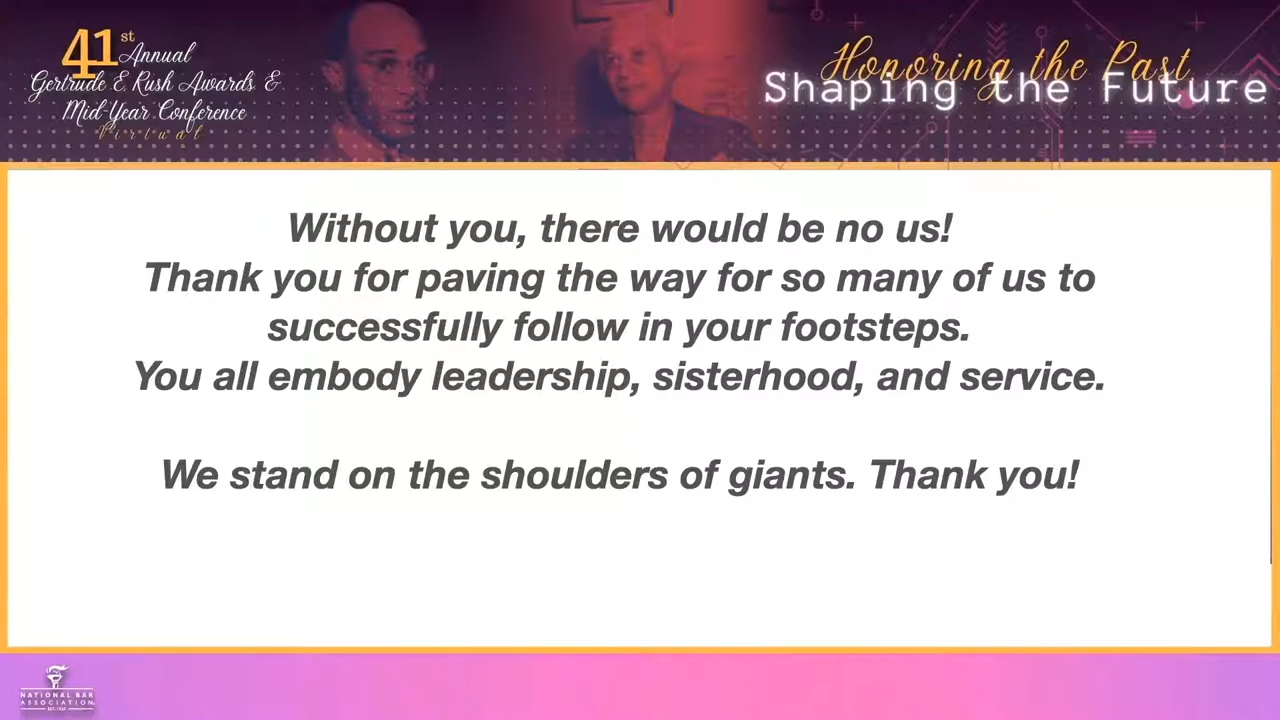 41st Annual
Gertrude E. Rush Awards &
Mid-Year Conference
Virtual
Honoring the Past
Shaping the Future
Without you, there would be no us!
Thank you for paving the way for so many of us to
successfully follow in your footsteps.
You all embody leadership, sisterhood, and service.
We stand on the shoulders of giants. Thank you!
NATIONAL BAR
ASSOCIATION